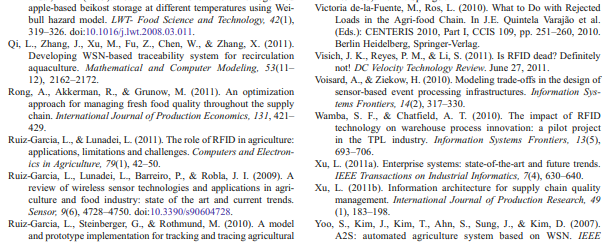 apple-based beikost storage at different temperatures using Wei-
bull hazard model. LWT- Food Science and Technology, 42(1),
319–326. doi:10.1016/j.lwt.2008.03.011.
Qi, L., Zhang, J., Xu, M., Fu, Z., Chen, W., & Zhang, X. (2011).
Developing WSN-based traceability system for recirculation
aquaculture. Mathematical and Computer Modeling, 53(11–
12), 2162–2172.
Rong, A., Akkerman, R., & Grunow, M. (2011). An optimization
approach for managing fresh food quality throughout the supply
chain. International Journal of Production Economics, 131, 421–
429.
Ruiz-Garcia, L., & Lunadei, L. (2011). The role of RFID in agriculture:
applications, limitations and challenges. Computers and Electron-
ics in Agriculture, 79(1), 42–50.
Ruiz-Garcia, L., Lunadei, L., Barreiro, P., & Robla, J. I. (2009). A
review of wireless sensor technologies and applications in agri-
culture and food industry: state of the art and current trends.
Sensor, 9(6), 4728–4750. doi:10.3390/s90604728.
Ruiz-Garcia, L., Steinberger, G., & Rothmund, M. (2010). A model
and prototype implementation for tracking and tracing agricultural
Victoria de-la-Fuente, M., Ros, L. (2010). What to Do with Rejected
Loads in the Agri-food Chain. In J.E. Quintela Varajão et al.
(Eds.): CENTERIS 2010, Part I, CCIS 109, pp. 251–260, 2010.
Berlin Heidelberg, Springer-Verlag.
Visich, J. K., Reyes, P. M., & Li, S. (2011). Is RFID dead? Definitely
not! DC Velocity Technology Review. June 27, 2011.
Voisard, A., & Ziekow, H. (2010). Modeling trade-offs in the design of
sensor-based event processing infrastructures. Information Sys-
tems Frontiers, 14(2), 317–330.
Wamba, S. F., & Chatfield, A. T. (2010). The impact of RFID
technology on warehouse process innovation: a pilot project
in the TPL industry. Information Systems Frontiers, 13(5),
693–706.
Xu, L. (2011a). Enterprise systems: state-of-the-art and future trends.
IEEE Transactions on Industrial Informatics, 7(4), 630–640.
Xu, L. (2011b). Information architecture for supply chain quality
management. International Journal of Production Research, 49
(1), 183–198.
Yoo, S., Kim, J., Kim, T., Ahn, S., Sung, J., & Kim, D. (2007).
A2S: automated agriculture system based on WSN. IEEE